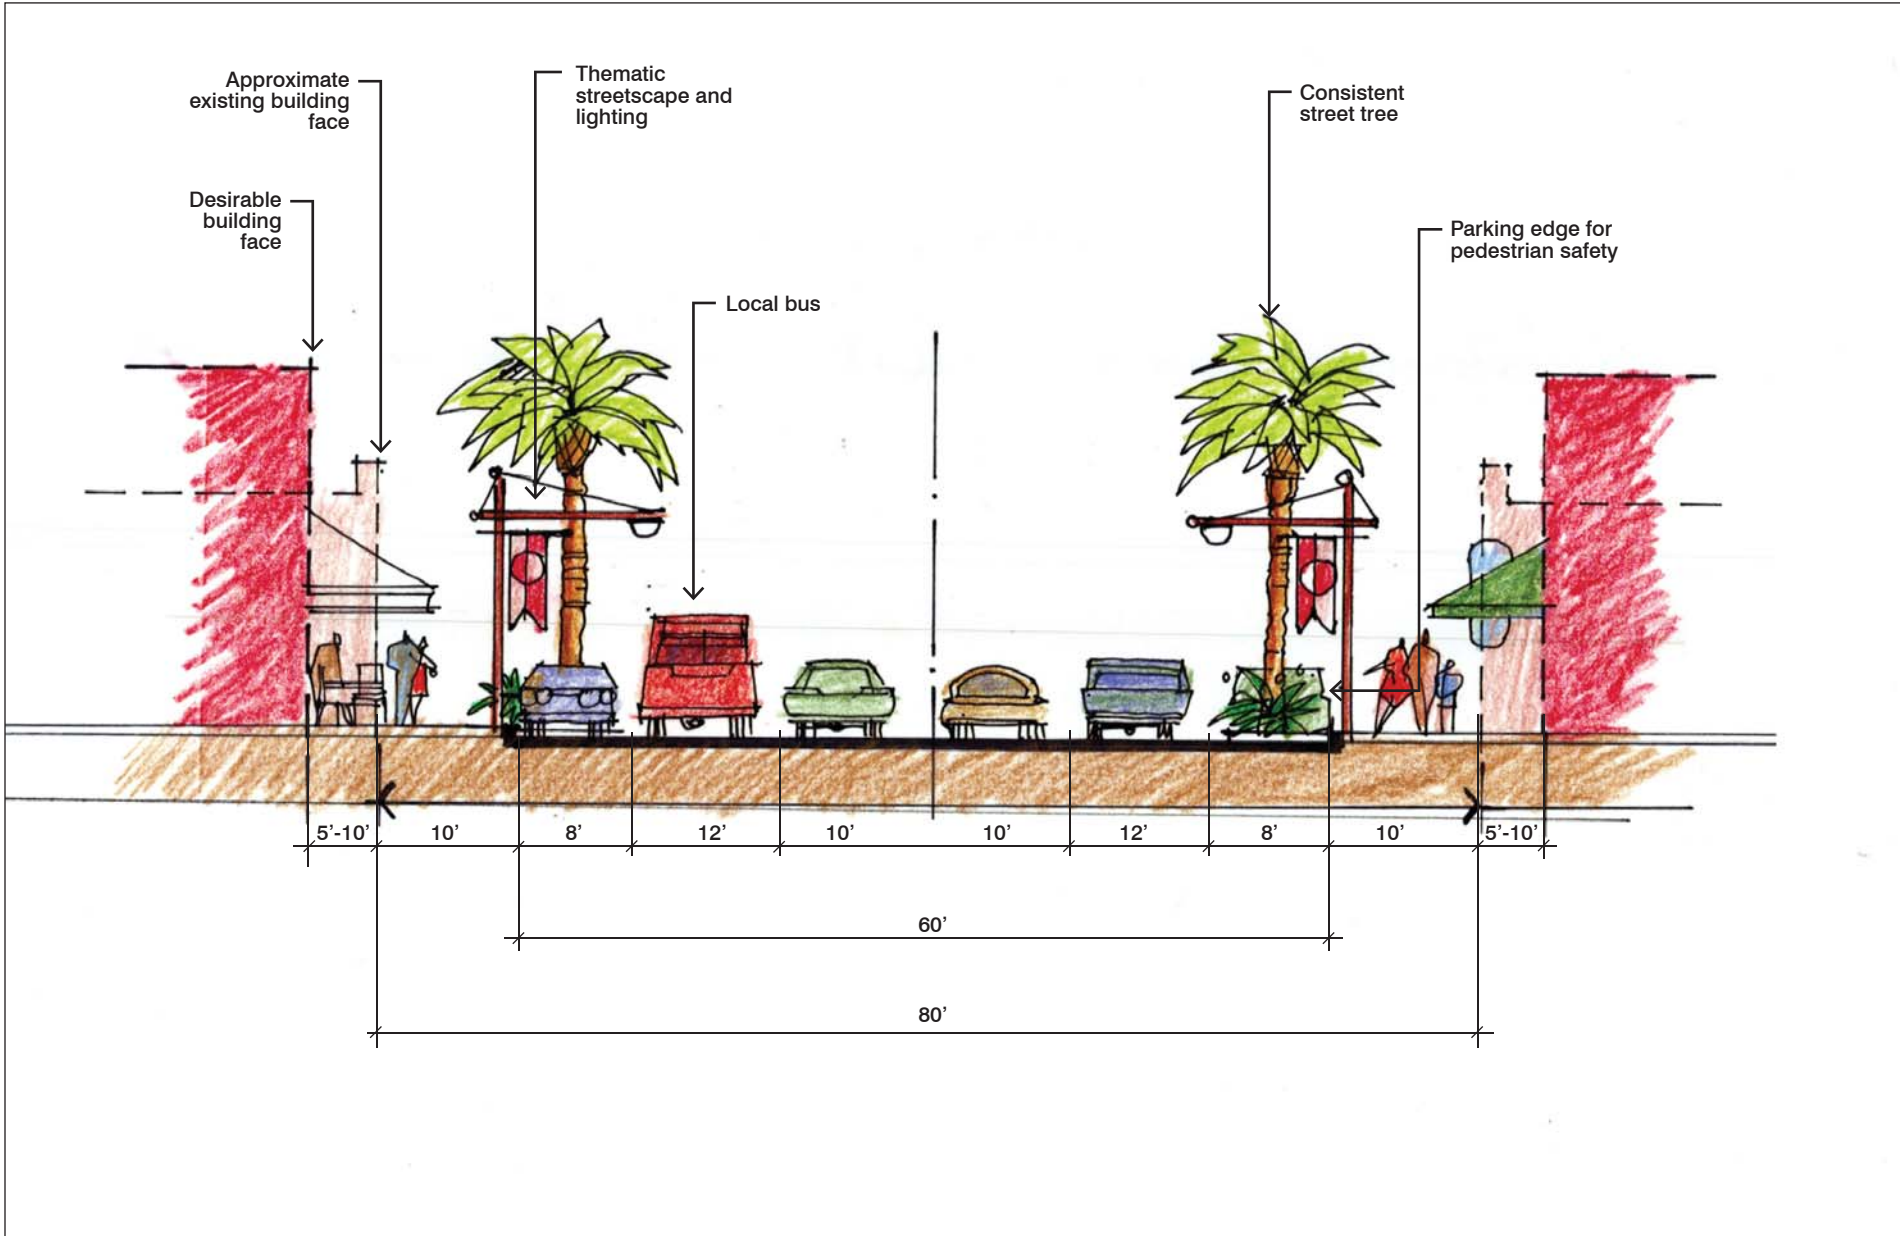 Approximate
existing building
face
Thematic
streetscape and
lighting
Consistent
street tree
Desirable
building
face
Parking edge for
pedestrian safety
Local bus
5’-10’ 10’ 8’ 12’ 10’ 10’ 12’ 8’ 10’ 5’-10’
60’
80’